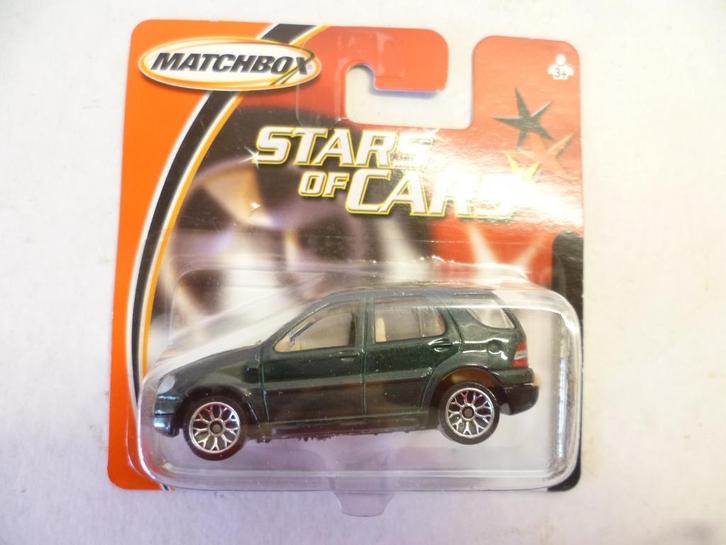 MATCHBOX
3+
STARS
OF CARS